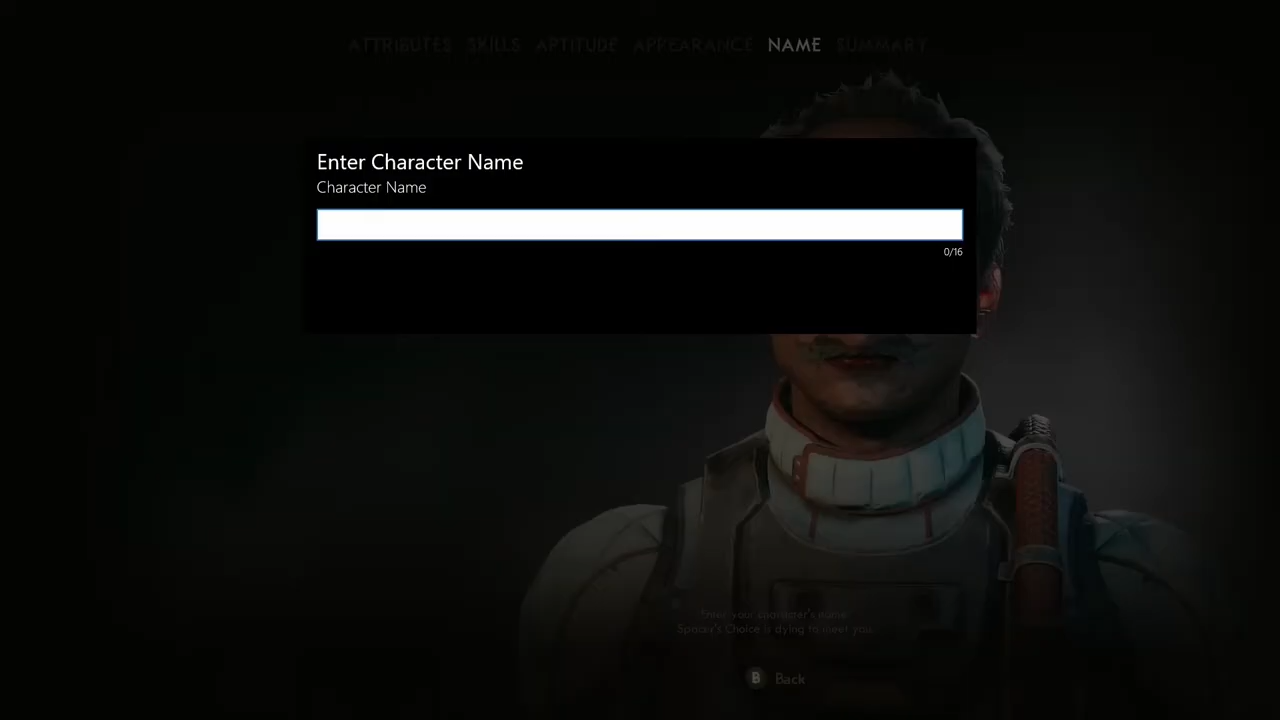 ATTRIBUTES SKILLS APTITUDE APPEARANCE NAME SUMMARY
Enter Character Name
Character Name
0/16
Enter your character's name.
Spacer's Choice is dying to meet you.
B Back